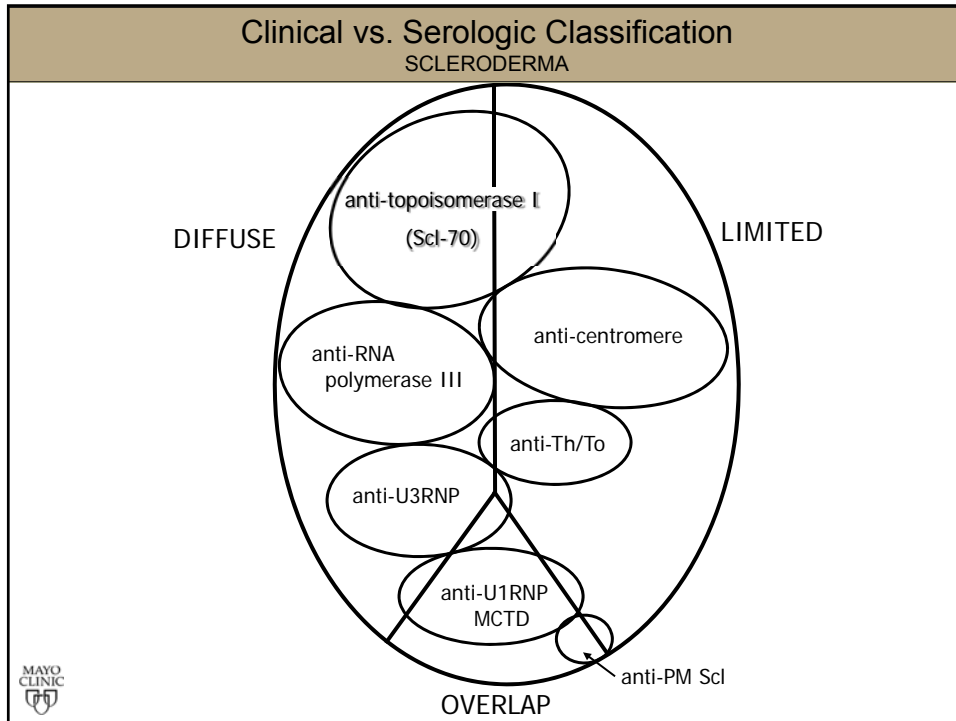 Clinical vs. Serologic Classification
SCLERODERMA
anti-topoisomerase I
(Scl-70)
DIFFUSE
LIMITED
anti-centromere
anti-RNA
polymerase III
anti-Th/To
anti-U3RNP
anti-U1RNP
MCTD
anti-PM Scl
OVERLAP
MAYO
CLINIC